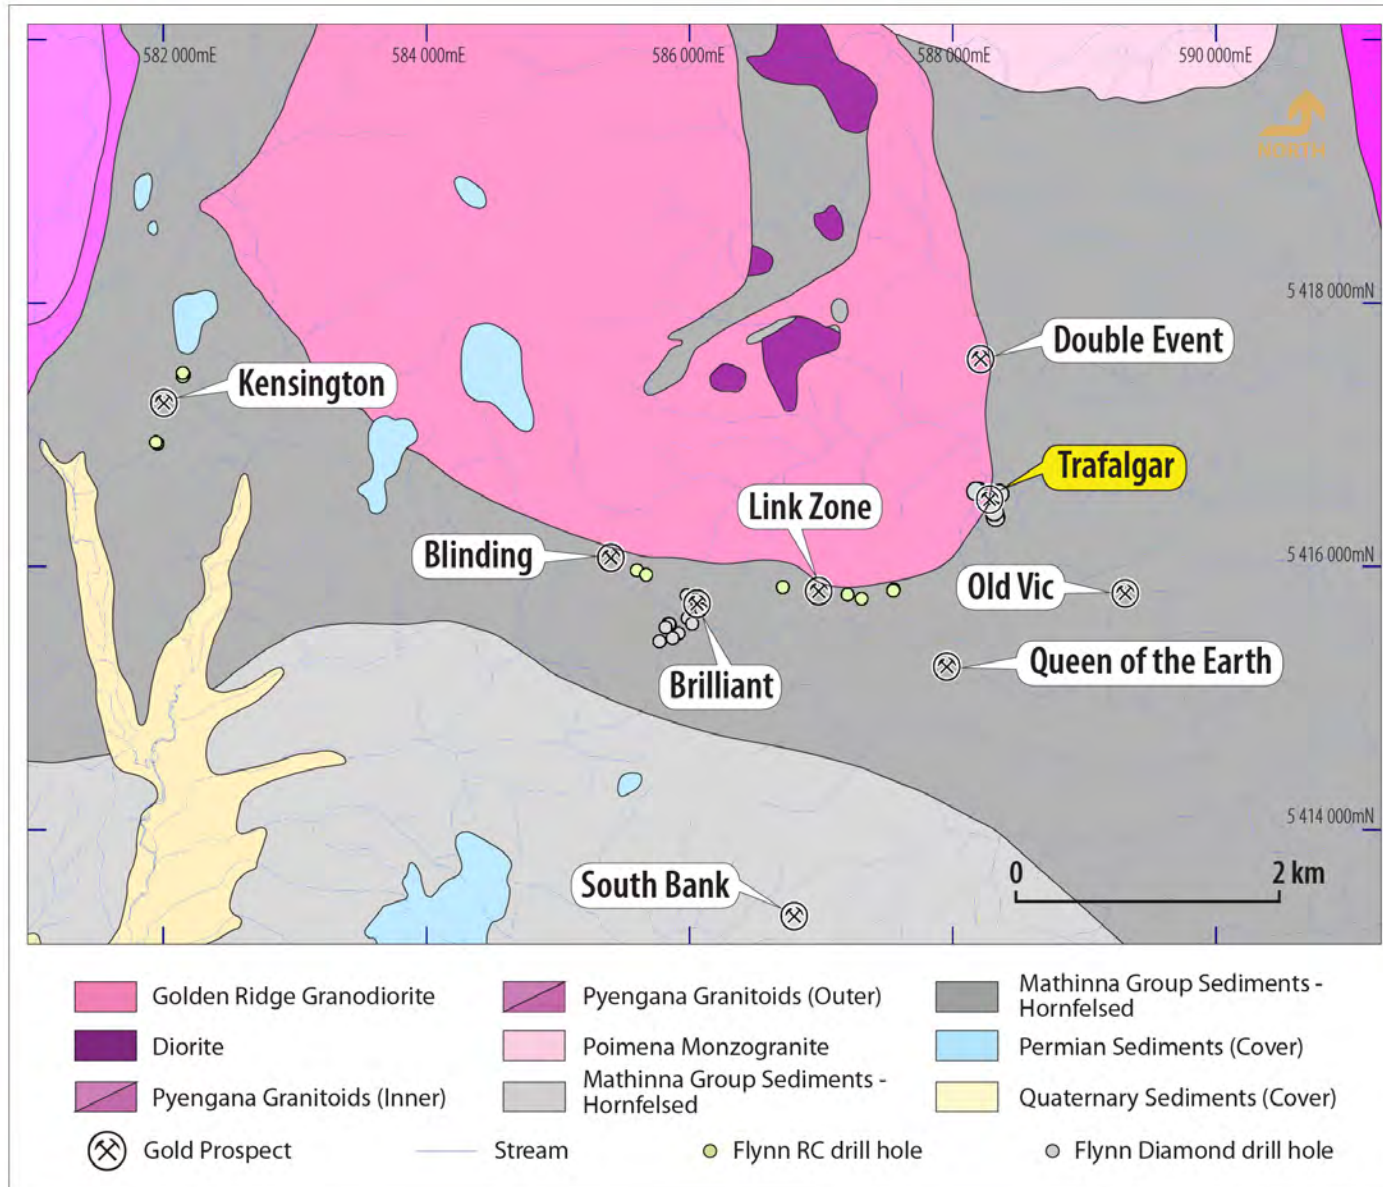 582 000mE
584 000mE
586 000mE
588 000mE
590 000mE
NORTH
5 418 000mN
Double Event
Kensington
Trafalgar
Link Zone
Blinding
5 416 000mN
Old Vic
Queen of the Earth
Brilliant
5 414 000mN
South Bank
0
2 km
Golden Ridge Granodiorite
Pyengana Granitoids (Outer)
Mathinna Group Sediments -
Hornfelsed
Diorite
Poimena Monzogranite
Permian Sediments (Cover)
Pyengana Granitoids (Inner)
Mathinna Group Sediments -
Hornfelsed
Quaternary Sediments (Cover)
Gold Prospect
Stream
Flynn RC drill hole
Flynn Diamond drill hole